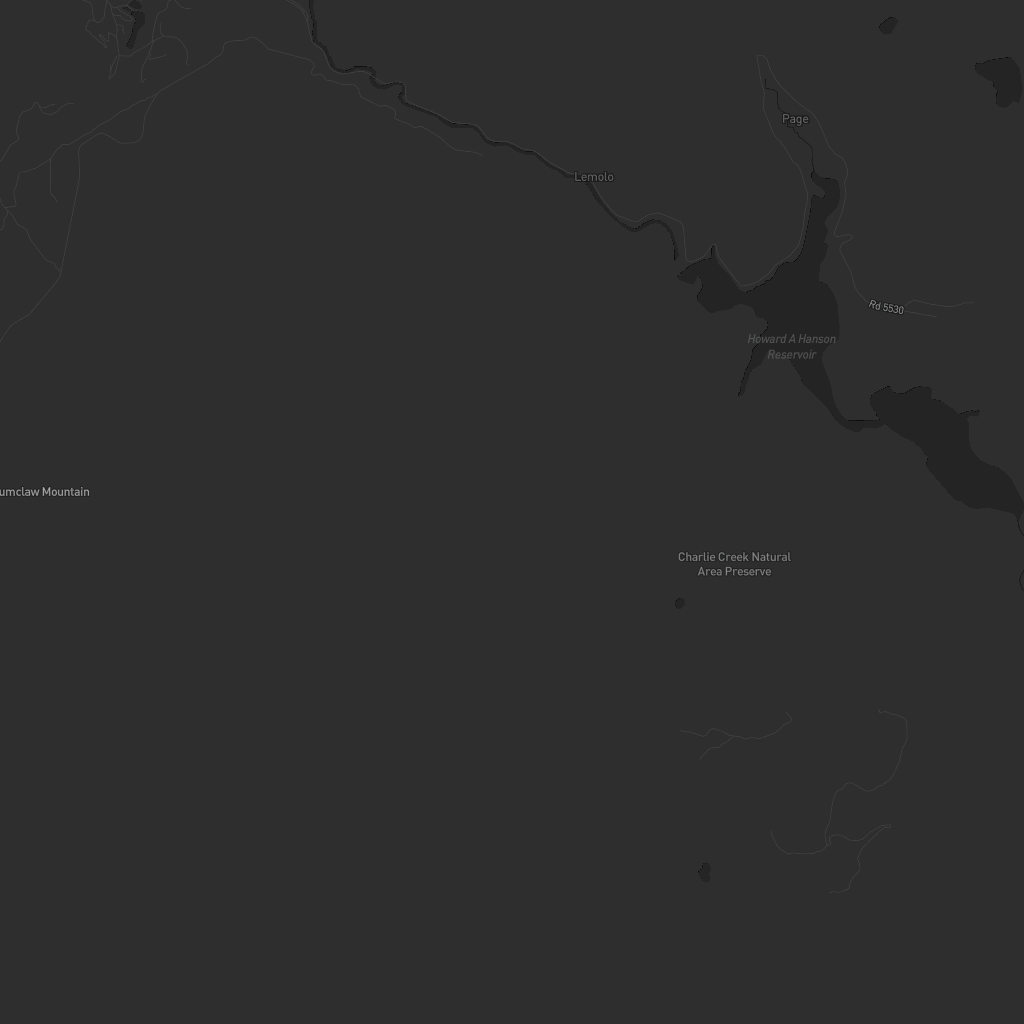 Page
Lemolo
Rd 5530
Howard A Hanson
Reservoir
umclaw Mountain
Charlie Creek Natural
Area Preserve